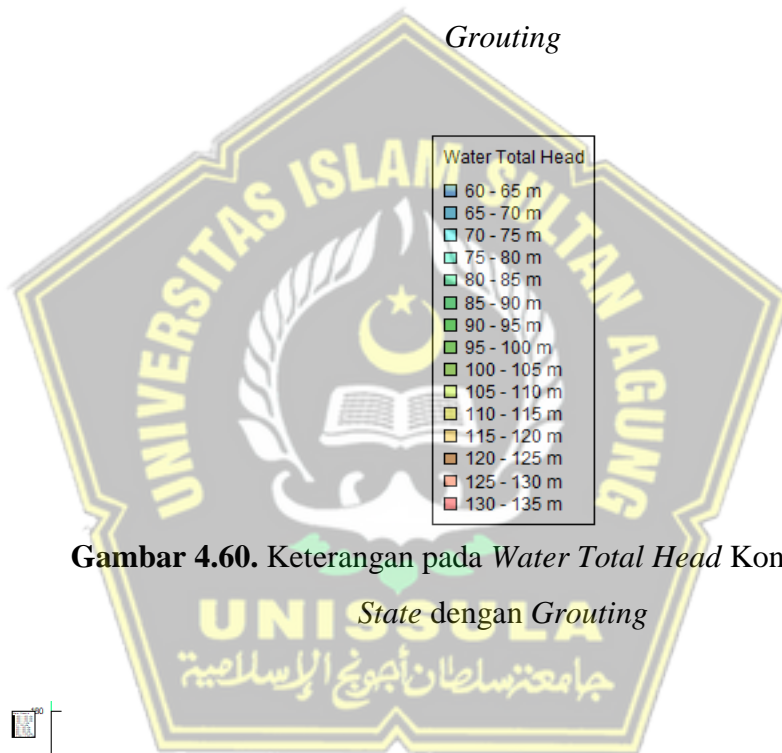 Grouting
UNIVERSITAS ISLAM SULTAN AGUNG
Water Total Head
60 - 65 m
65 - 70 m
70 - 75 m
75 - 80 m
80 - 85 m
85 - 90 m
90 - 95 m
95 - 100 m
100 - 105 m
105 - 110 m
110 - 115 m
115 - 120 m
120 - 125 m
125 - 130 m
130 - 135 m
Gambar 4.60. Keterangan pada Water Total Head Kon
State dengan Grouting
UNISSULA
جامعتنسلطان أجونج الإسلامية